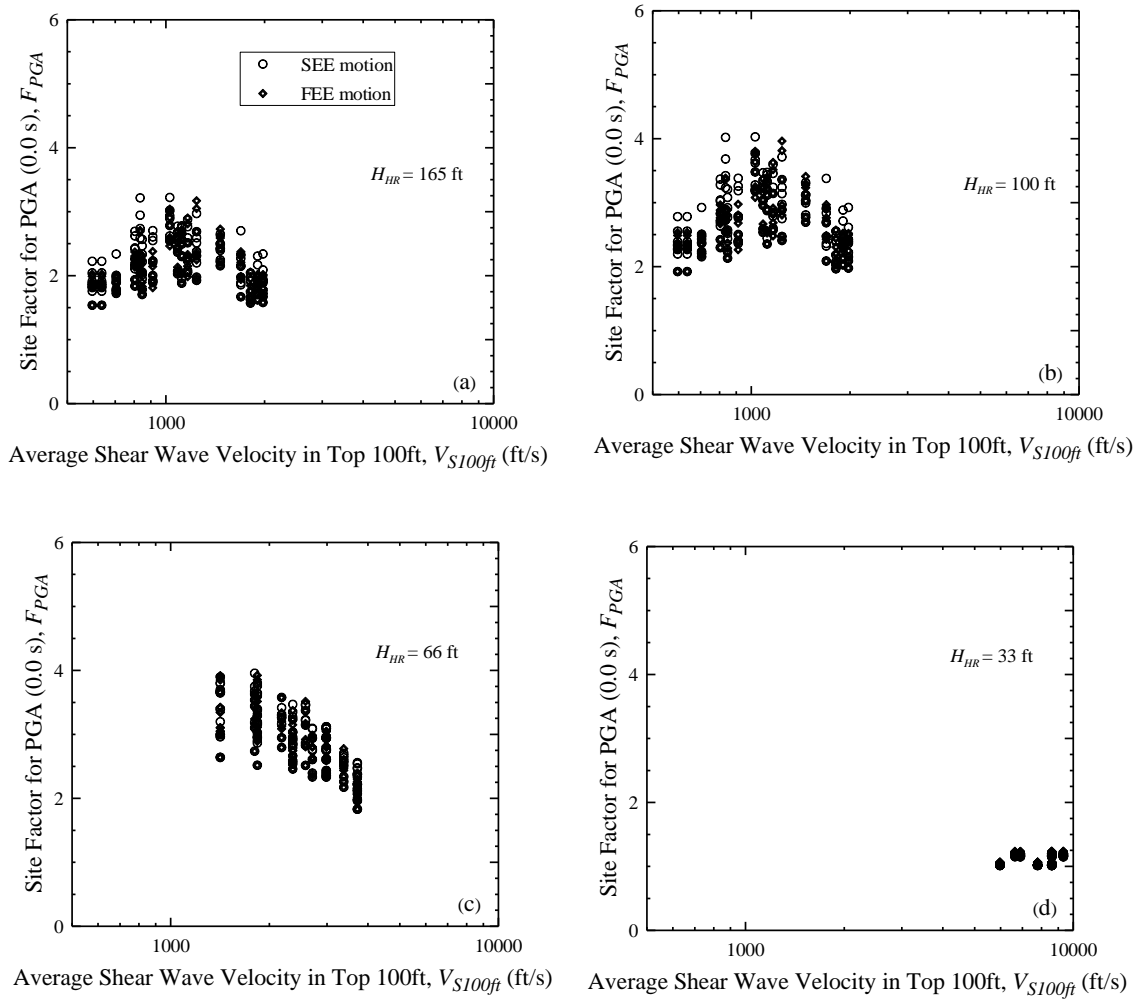 6
4
2
0
1000
10000
Site Factor for PGA (0.0 s), F_PGA
SEE motion
FEE motion
H_HR = 165 ft
(a)
Average Shear Wave Velocity in Top 100ft, V_S100ft (ft/s)
6
4
2
0
1000
10000
Site Factor for PGA (0.0 s), F_PGA
H_HR = 100 ft
(b)
Average Shear Wave Velocity in Top 100ft, V_S100ft (ft/s)
6
4
2
0
1000
10000
Site Factor for PGA (0.0 s), F_PGA
H_HR = 66 ft
(c)
Average Shear Wave Velocity in Top 100ft, V_S100ft (ft/s)
6
4
2
0
1000
10000
Site Factor for PGA (0.0 s), F_PGA
H_HR = 33 ft
(d)
Average Shear Wave Velocity in Top 100ft, V_S100ft (ft/s)